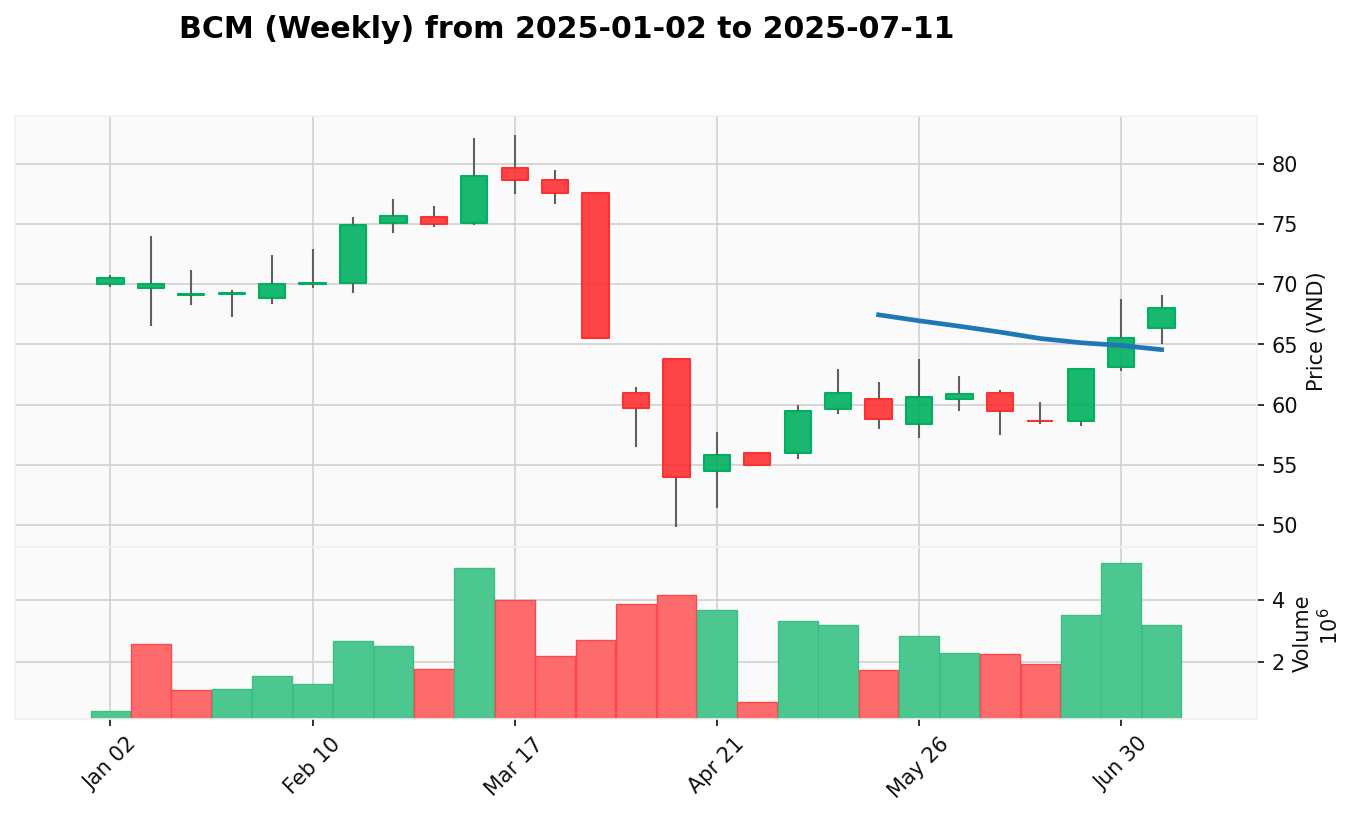 BCM (Weekly) from 2025-01-02 to 2025-07-11
80
75
70
65
60
55
50
Price (VND)
4
2
Volume
10⁶
Jan 02
Feb 10
Mar 17
Apr 21
May 26
Jun 30